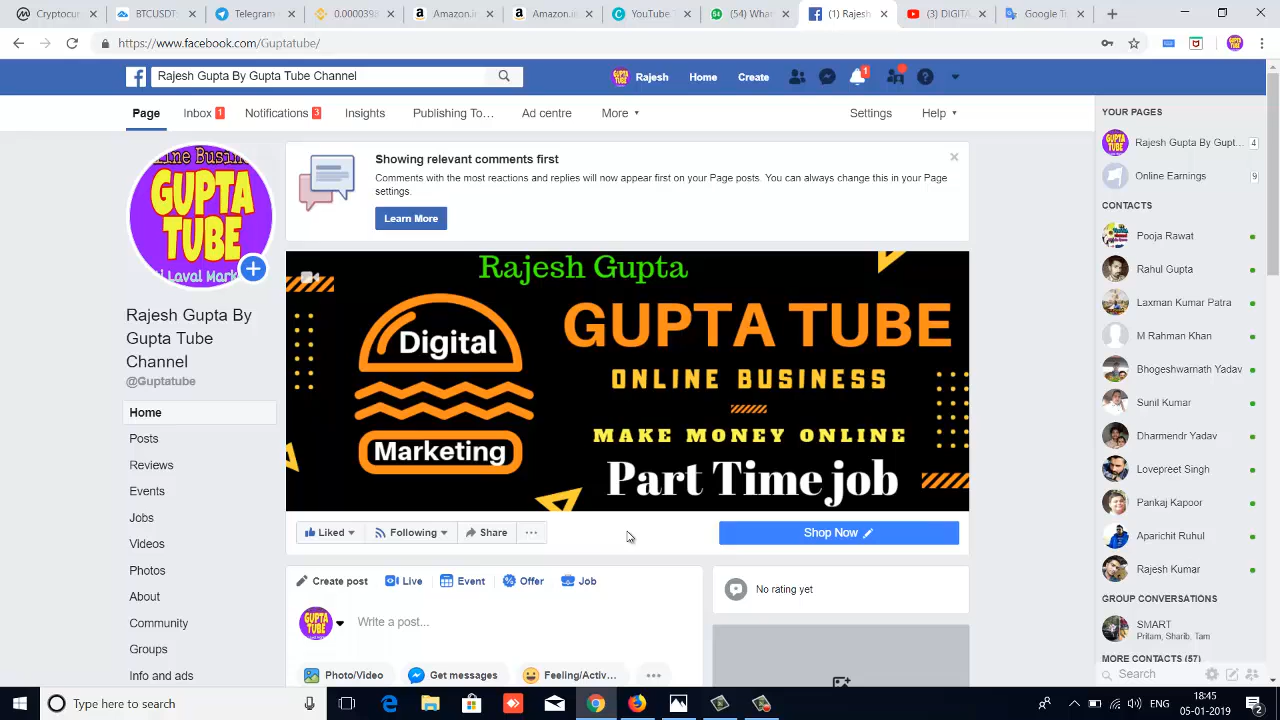 Cryptocur
BTCUSDT
Telegram
0.0000398
Amazon.in
Amazon.in
YouTube
(54) What
(1) Rajesh
(3) DIGITA
Google Tr
https://www.facebook.com/Guptatube/
Rajesh Gupta By Gupta Tube Channel
Rajesh
Home
Create
1
Page
Inbox 1
Notifications 3
Insights
Publishing To…
Ad centre
More
Settings
Help
GUPTA
TUBE
Rajesh Gupta By
Gupta Tube
Channel
@Guptatube
Home
Posts
Reviews
Events
Jobs
Videos
Photos
About
Community
Groups
Info and ads
Showing relevant comments first
Comments with the most reactions and replies will now appear first on your Page posts. You can always change this in your Page
settings.
Learn More
Rajesh Gupta
Digital
Marketing
GUPTA TUBE
ONLINE BUSINESS
MAKE MONEY ONLINE
Part Time job
Liked
Following
Share
Shop Now
Create post
Live
Event
Offer
Job
Write a post...
Photo/Video
Get messages
Feeling/Activ…
No rating yet
YOUR PAGES
Rajesh Gupta By Gupt… 4
Online Earnings 9
CONTACTS
Pooja Rawat
Rahul Gupta
Laxman Kumar Patra
M Rahman Khan
Bhogeshwarnath Yadav
Sunil Kumar
Dharmendr Yadav
Lovepreet Singh
Pankaj Kapoor
Aparichit Ruhul
Rajesh Kumar
GROUP CONVERSATIONS
SMART
Pritam, Sharib, Tam
MORE CONTACTS (57)
Search
Type here to search
ENG
18:45
05-01-2019